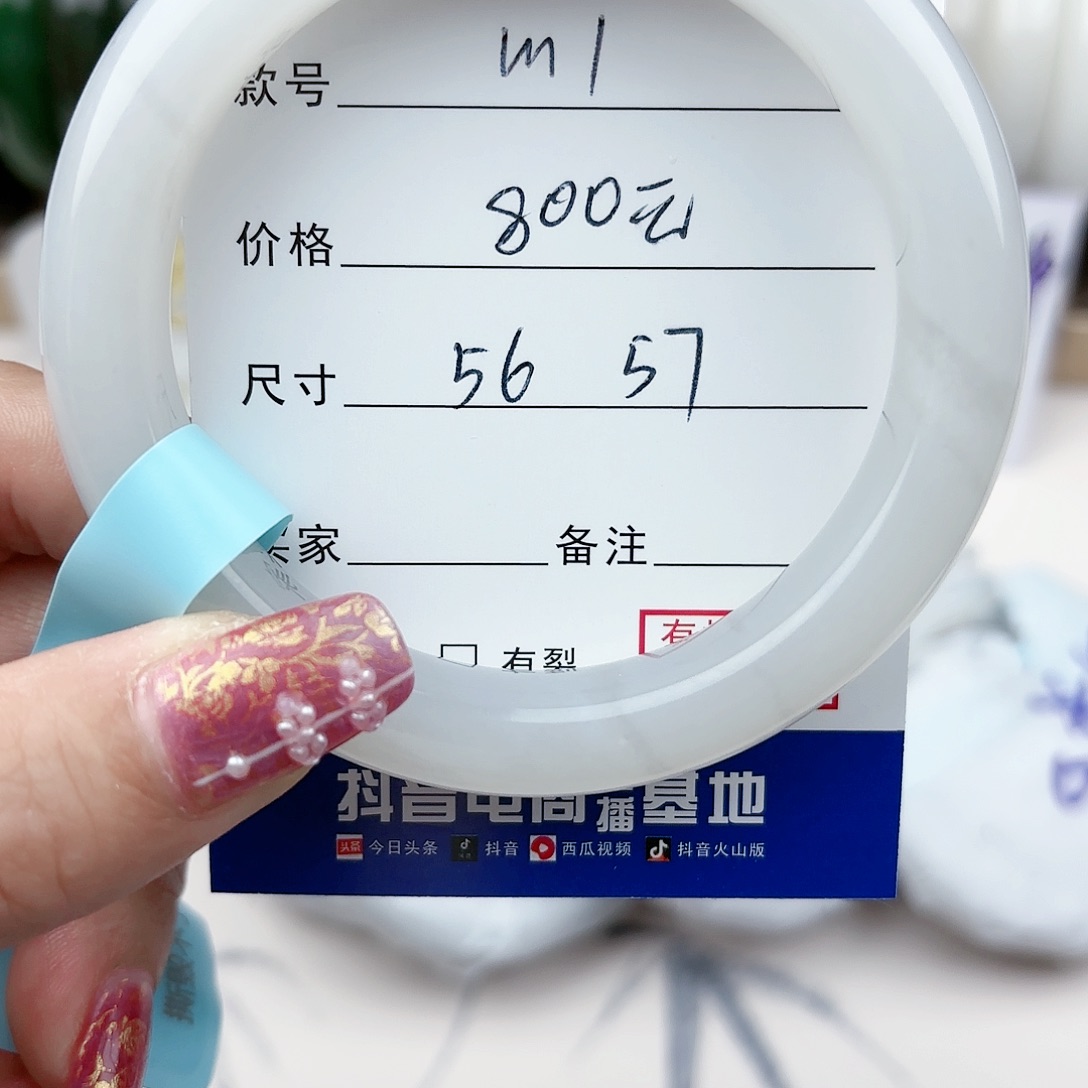 款号 m1
价格 800元
尺寸 56 57
买家 备注
有裂
有
抖音电商直播基地
头条 今日头条 抖音 西瓜视频 抖音火山版